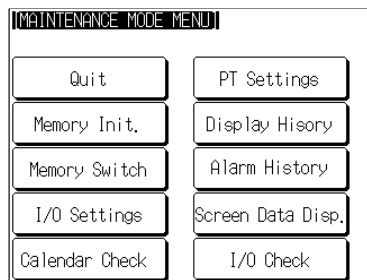 [MAINTENANCE MODE MENU]
Quit
PT Settings
Memory Init.
Display Hisory
Memory Switch
Alarm History
I/O Settings
Screen Data Disp.
Calendar Check
I/O Check